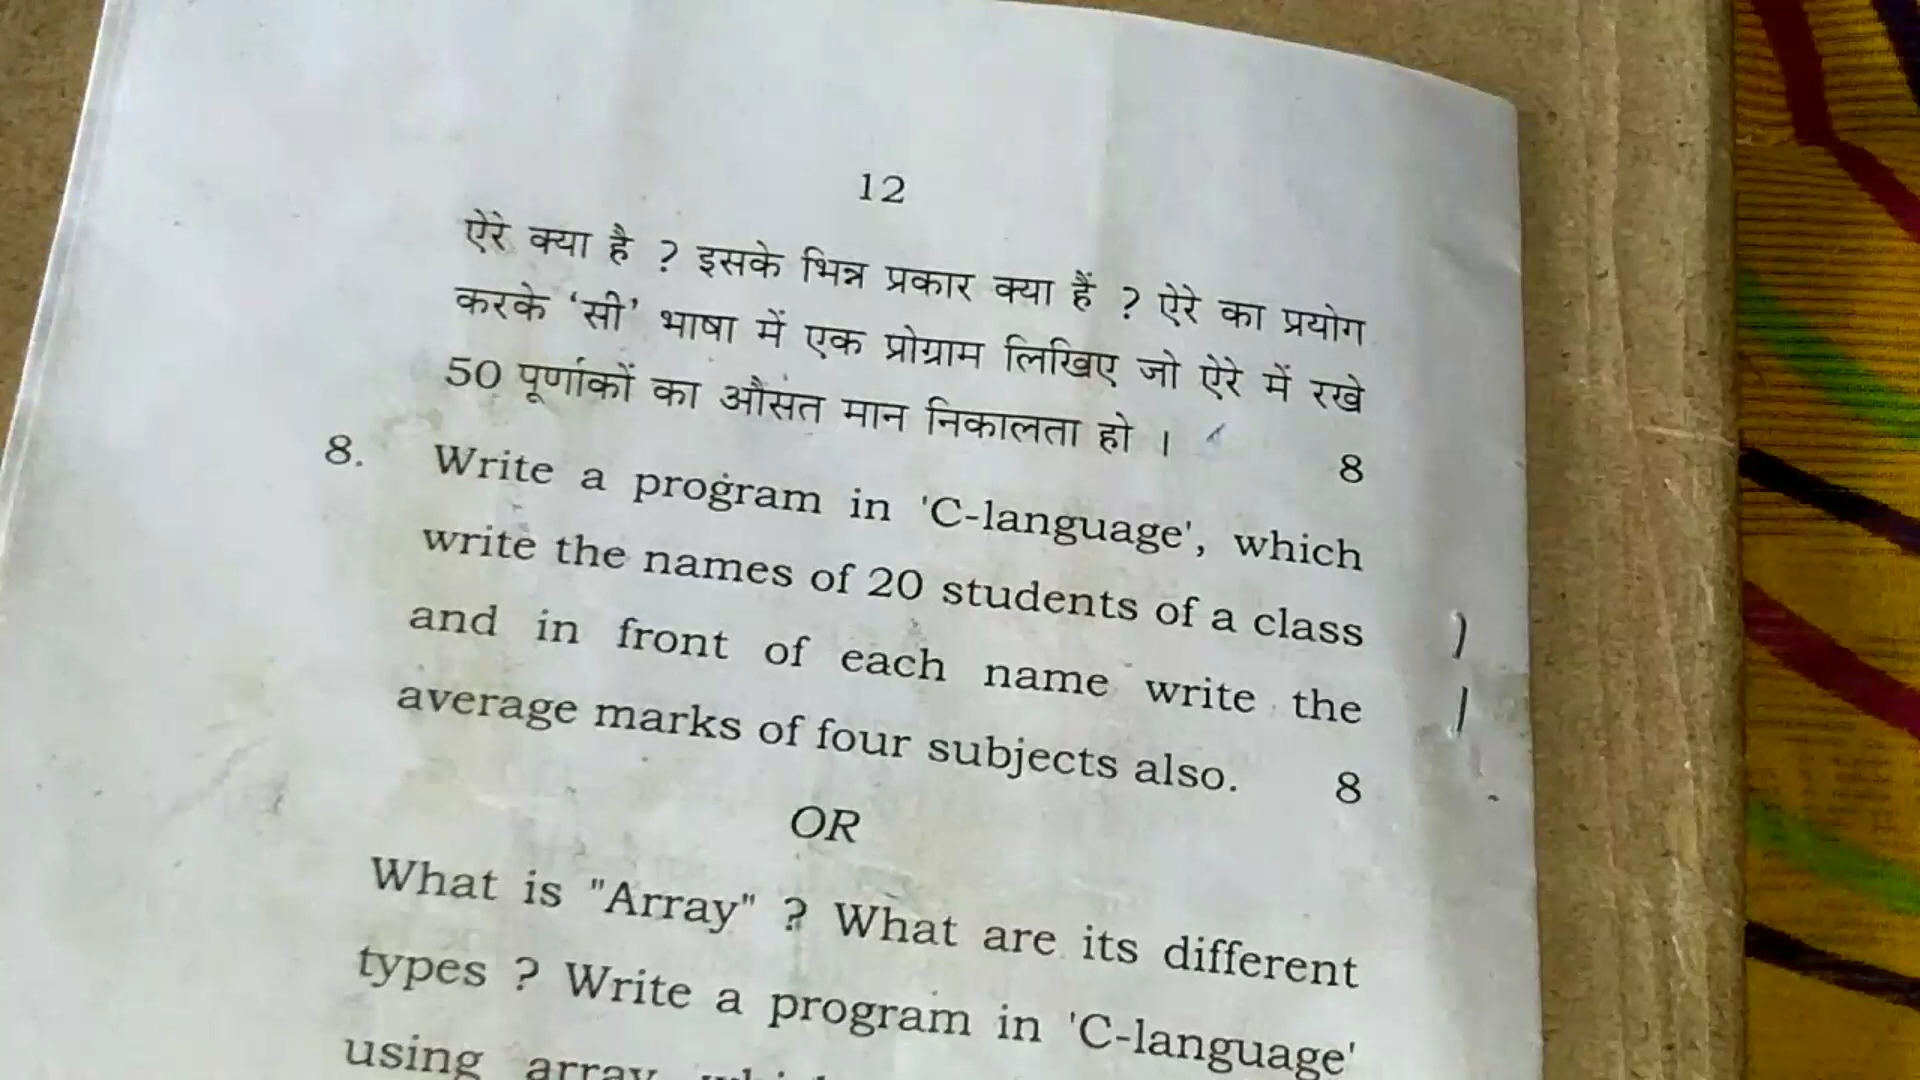 12
ऐरे क्या है ? इसके भिन्न प्रकार क्या हैं ? ऐरे का प्रयोग
करके ‘सी’ भाषा में एक प्रोग्राम लिखिए जो ऐरे में रखे
50 पूर्णांकों का औसत मान निकालता हो । 8
8. Write a program in 'C-language', which
write the names of 20 students of a class
and in front of each name write the
average marks of four subjects also. 8
OR
What is "Array" ? What are its different
types ? Write a program in 'C-language'
using array